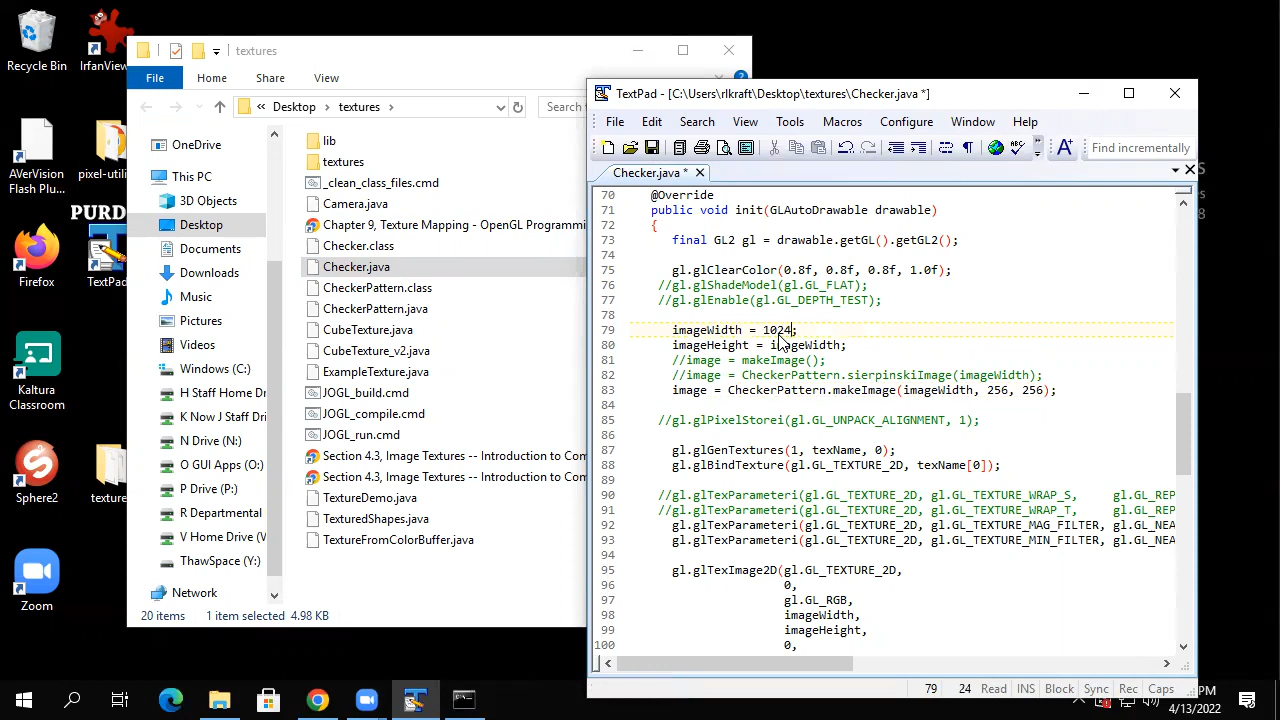 Recycle Bin
IrfanView
AVerVision
Flash Plu...
pixel-util
PURD
Firefox
TextPad
Kaltura
Classroom
Sphere2
texture
Zoom
textures
File
Home
Share
View
Desktop
textures
Search t
OneDrive
This PC
3D Objects
Desktop
Documents
Downloads
Music
Pictures
Videos
Windows (C:)
H Staff Home D
K Now J Staff Dr
N Drive (N:)
O GUI Apps (O:)
P Drive (P:)
R Departmental
V Home Drive (V
ThawSpace (Y:)
Network
lib
textures
_clean_class_files.cmd
Camera.java
Chapter 9, Texture Mapping - OpenGL Programmi
Checker.class
Checker.java
CheckerPattern.class
CheckerPattern.java
CubeTexture.java
CubeTexture_v2.java
ExampleTexture.java
JOGL_build.cmd
JOGL_compile.cmd
JOGL_run.cmd
Section 4.3, Image Textures -- Introduction to Com
Section 4.3, Image Textures -- Introduction to Com
TextureDemo.java
TexturedShapes.java
TextureFromColorBuffer.java
20 items 1 item selected 4.98 KB
TextPad - [C:\Users\rlkraft\Desktop\textures\Checker.java *]
File Edit Search View Tools Macros Configure Window Help
Find incrementally
Checker.java *
70 @Override
71 public void init(GLAutoDrawable drawable)
72 {
73 final GL2 gl = drawable.getGL().getGL2();
74
75 gl.glClearColor(0.8f, 0.8f, 0.8f, 1.0f);
76 //gl.glShadeModel(gl.GL_FLAT);
77 //gl.glEnable(gl.GL_DEPTH_TEST);
78
79 imageWidth = 1024;
80 imageHeight = imageWidth;
81 //image = makeImage();
82 //image = CheckerPattern.sierpinskiImage(imageWidth);
83 image = CheckerPattern.makeImage(imageWidth, 256, 256);
84
85 //gl.glPixelStorei(gl.GL_UNPACK_ALIGNMENT, 1);
86
87 gl.glGenTextures(1, texName, 0);
88 gl.glBindTexture(gl.GL_TEXTURE_2D, texName[0]);
89
90 //gl.glTexParameteri(gl.GL_TEXTURE_2D, gl.GL_TEXTURE_WRAP_S, gl.GL_REP
91 //gl.glTexParameteri(gl.GL_TEXTURE_2D, gl.GL_TEXTURE_WRAP_T, gl.GL_REP
92 gl.glTexParameteri(gl.GL_TEXTURE_2D, gl.GL_TEXTURE_MAG_FILTER, gl.GL_NEA
93 gl.glTexParameteri(gl.GL_TEXTURE_2D, gl.GL_TEXTURE_MIN_FILTER, gl.GL_NEA
94
95 gl.glTexImage2D(gl.GL_TEXTURE_2D,
96 0,
97 gl.GL_RGB,
98 imageWidth,
99 imageHeight,
100 0,
79 24 Read INS Block Sync Rec Caps
PM
4/13/2022